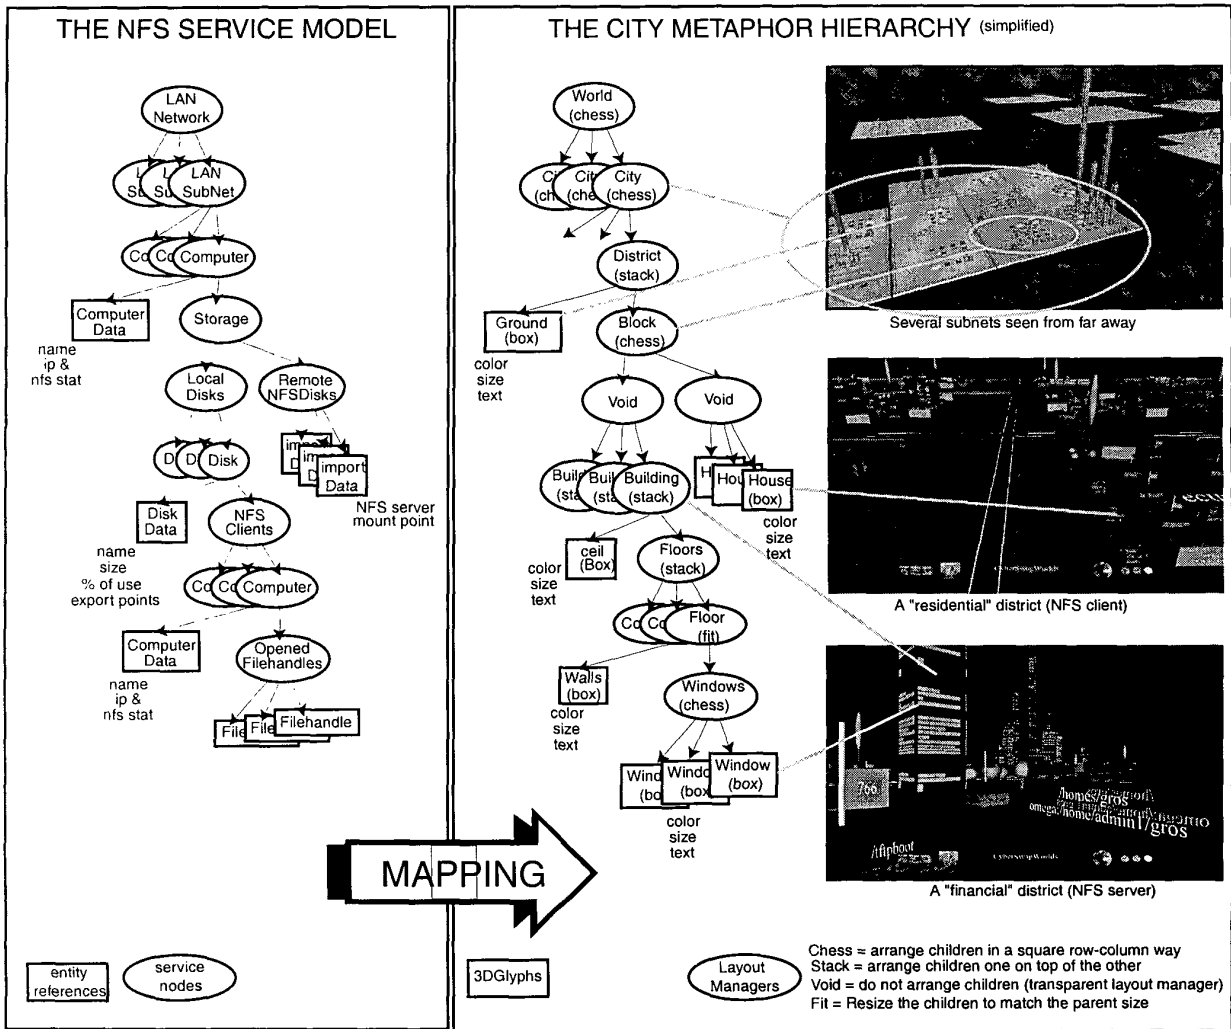 THE NFS SERVICE MODEL
LAN
Network
LAN
SubNet
Computer
Computer
Data
name
ip &
nfs stat
Storage
Local
Disks
Remote
NFSDisks
Disk
import
Data
NFS server
mount point
Disk
Data
name
size
% of use
export points
NFS
Clients
Computer
Computer
Data
name
ip &
nfs stat
Opened
Filehandles
Filehandle
MAPPING
entity
references
service
nodes
THE CITY METAPHOR HIERARCHY (simplified)
World
(chess)
City
(chess)
District
(stack)
Ground
(box)
color
size
text
Block
(chess)
Void
Void
Building
(stack)
House
(box)
color
size
text
ceil
(Box)
color
size
text
Floors
(stack)
Floor
(fit)
Walls
(box)
color
size
text
Windows
(chess)
Window
(box)
color
size
text
3DGlyphs
Layout
Managers
Chess = arrange children in a square row-column way
Stack = arrange children one on top of the other
Void = do not arrange children (transparent layout manager)
Fit = Resize the children to match the parent size
Several subnets seen from far away
A "residential" district (NFS client)
766
/homes/gros
omega:/home/admin1/gros
/tftpboot
A "financial" district (NFS server)